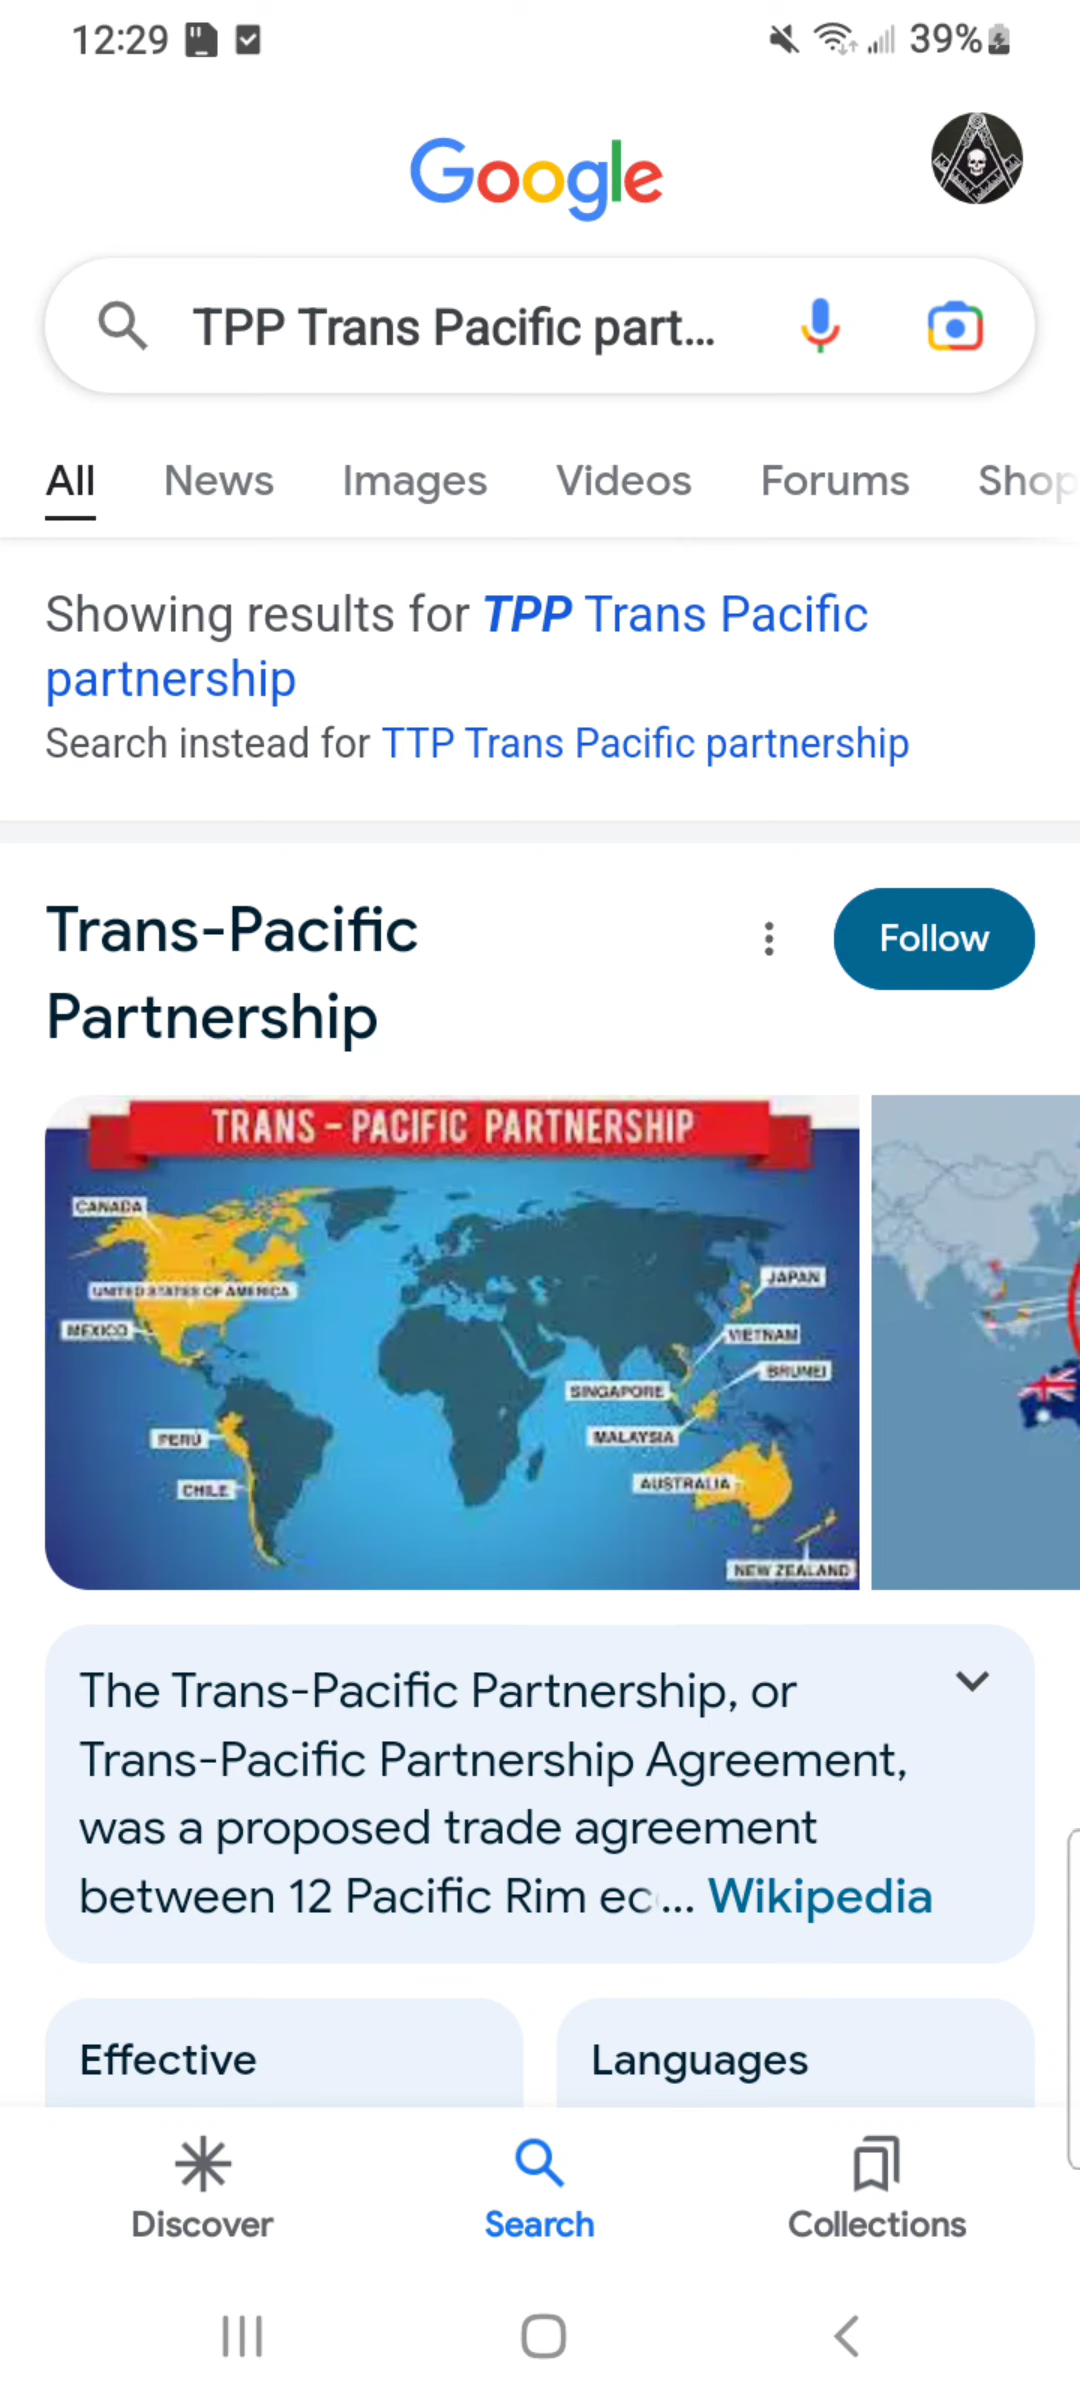 12:29
39%
Google
TPP Trans Pacific part...
All News Images Videos Forums Shop
Showing results for TPP Trans Pacific
partnership
Search instead for TTP Trans Pacific partnership
Trans-Pacific
Partnership
Follow
TRANS - PACIFIC PARTNERSHIP
CANADA
UNITED STATES OF AMERICA
MEXICO
JAPAN
VIETNAM
BRUNEI
SINGAPORE
MALAYSIA
PERU
CHILE
AUSTRALIA
NEW ZEALAND
The Trans-Pacific Partnership, or
Trans-Pacific Partnership Agreement,
was a proposed trade agreement
between 12 Pacific Rim ec... Wikipedia
Effective
Languages
Discover
Search
Collections